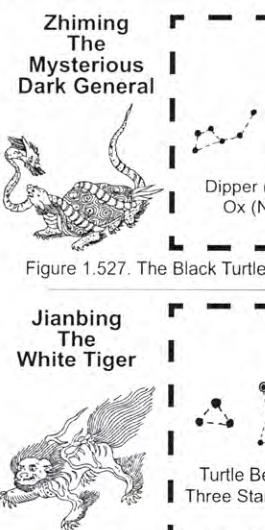 Zhiming
The
Mysterious
Dark General
Dipper (
Ox (N
Figure 1.527. The Black Turtle
Jianbing
The
White Tiger
Turtle Be
Three Star